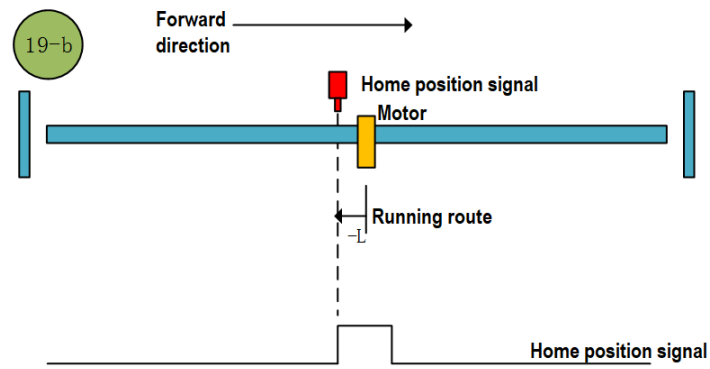 19-b
Forward
direction
Home position signal
Motor
Running route
-L
Home position signal